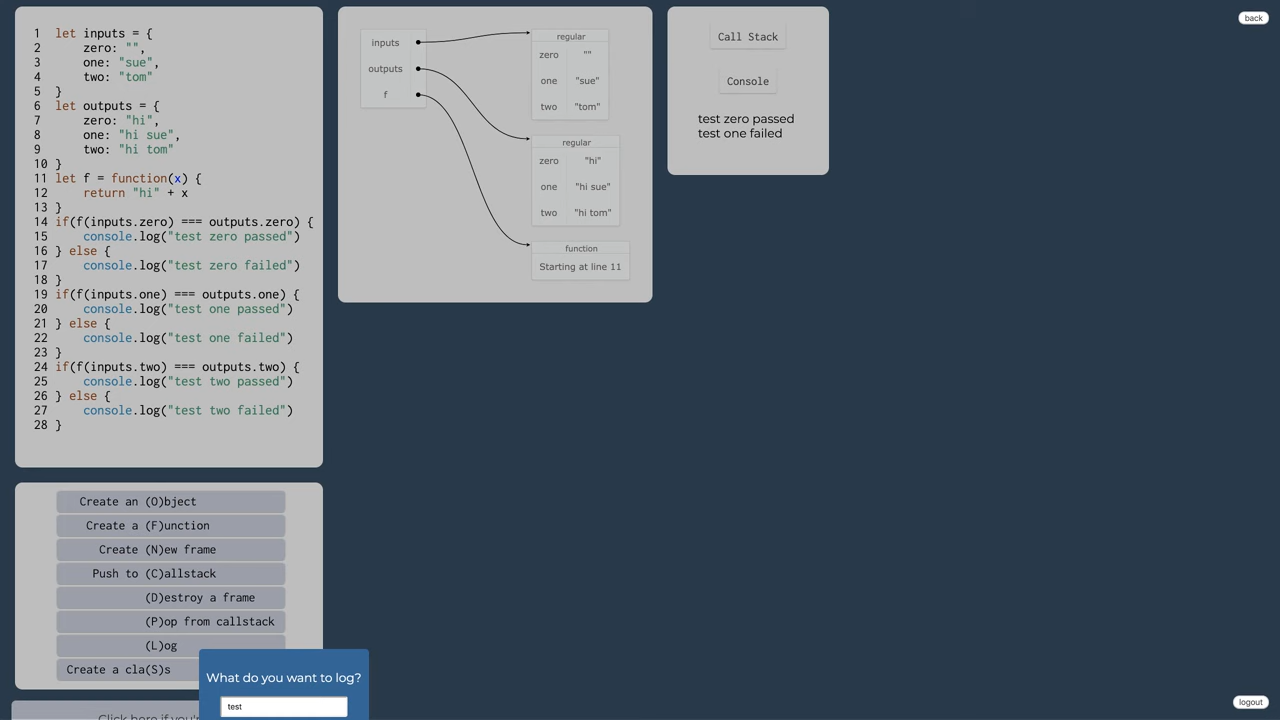 1 let inputs = {
2 zero: "",
3 one: "sue",
4 two: "tom"
5 }
6 let outputs = {
7 zero: "hi",
8 one: "hi sue",
9 two: "hi tom"
10 }
11 let f = function(x) {
12 return "hi" + x
13 }
14 if(f(inputs.zero) === outputs.zero) {
15 console.log("test zero passed")
16 } else {
17 console.log("test zero failed")
18 }
19 if(f(inputs.one) === outputs.one) {
20 console.log("test one passed")
21 } else {
22 console.log("test one failed")
23 }
24 if(f(inputs.two) === outputs.two) {
25 console.log("test two passed")
26 } else {
27 console.log("test two failed")
28 }
inputs
outputs
f
regular
zero ""
one "sue"
two "tom"
regular
zero "hi"
one "hi sue"
two "hi tom"
function
Starting at line 11
Call Stack
Console
test zero passed
test one failed
back
Create an (O)bject
Create a (F)unction
Create (N)ew frame
Push to (C)allstack
(D)estroy a frame
(P)op from callstack
(L)og
Create a cla(S)s
What do you want to log?
test
Click here if you'r
logout